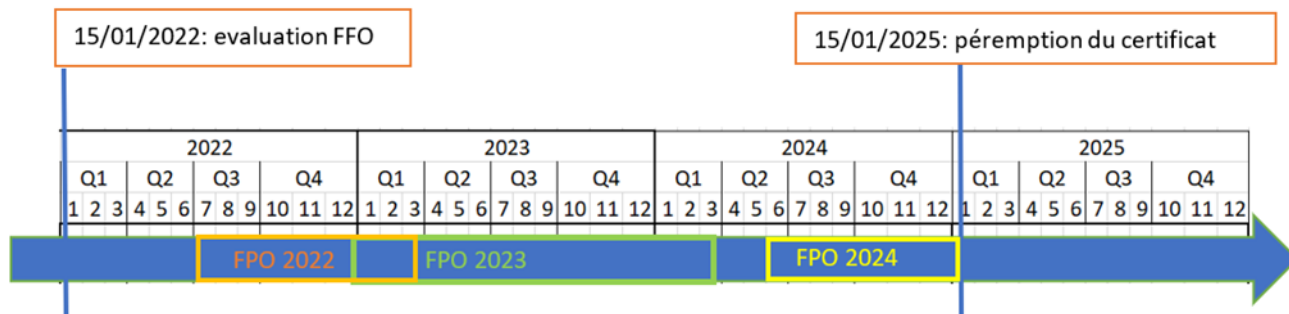 15/01/2022: evaluation FFO
15/01/2025: péremption du certificat
2022 2023 2024 2025
Q1 Q2 Q3 Q4 Q1 Q2 Q3 Q4 Q1 Q2 Q3 Q4 Q1 Q2 Q3 Q4
1 2 3 4 5 6 7 8 9 10 11 12 1 2 3 4 5 6 7 8 9 10 11 12 1 2 3 4 5 6 7 8 9 10 11 12 1 2 3 4 5 6 7 8 9 10 11 12
FPO 2022 FPO 2023 FPO 2024